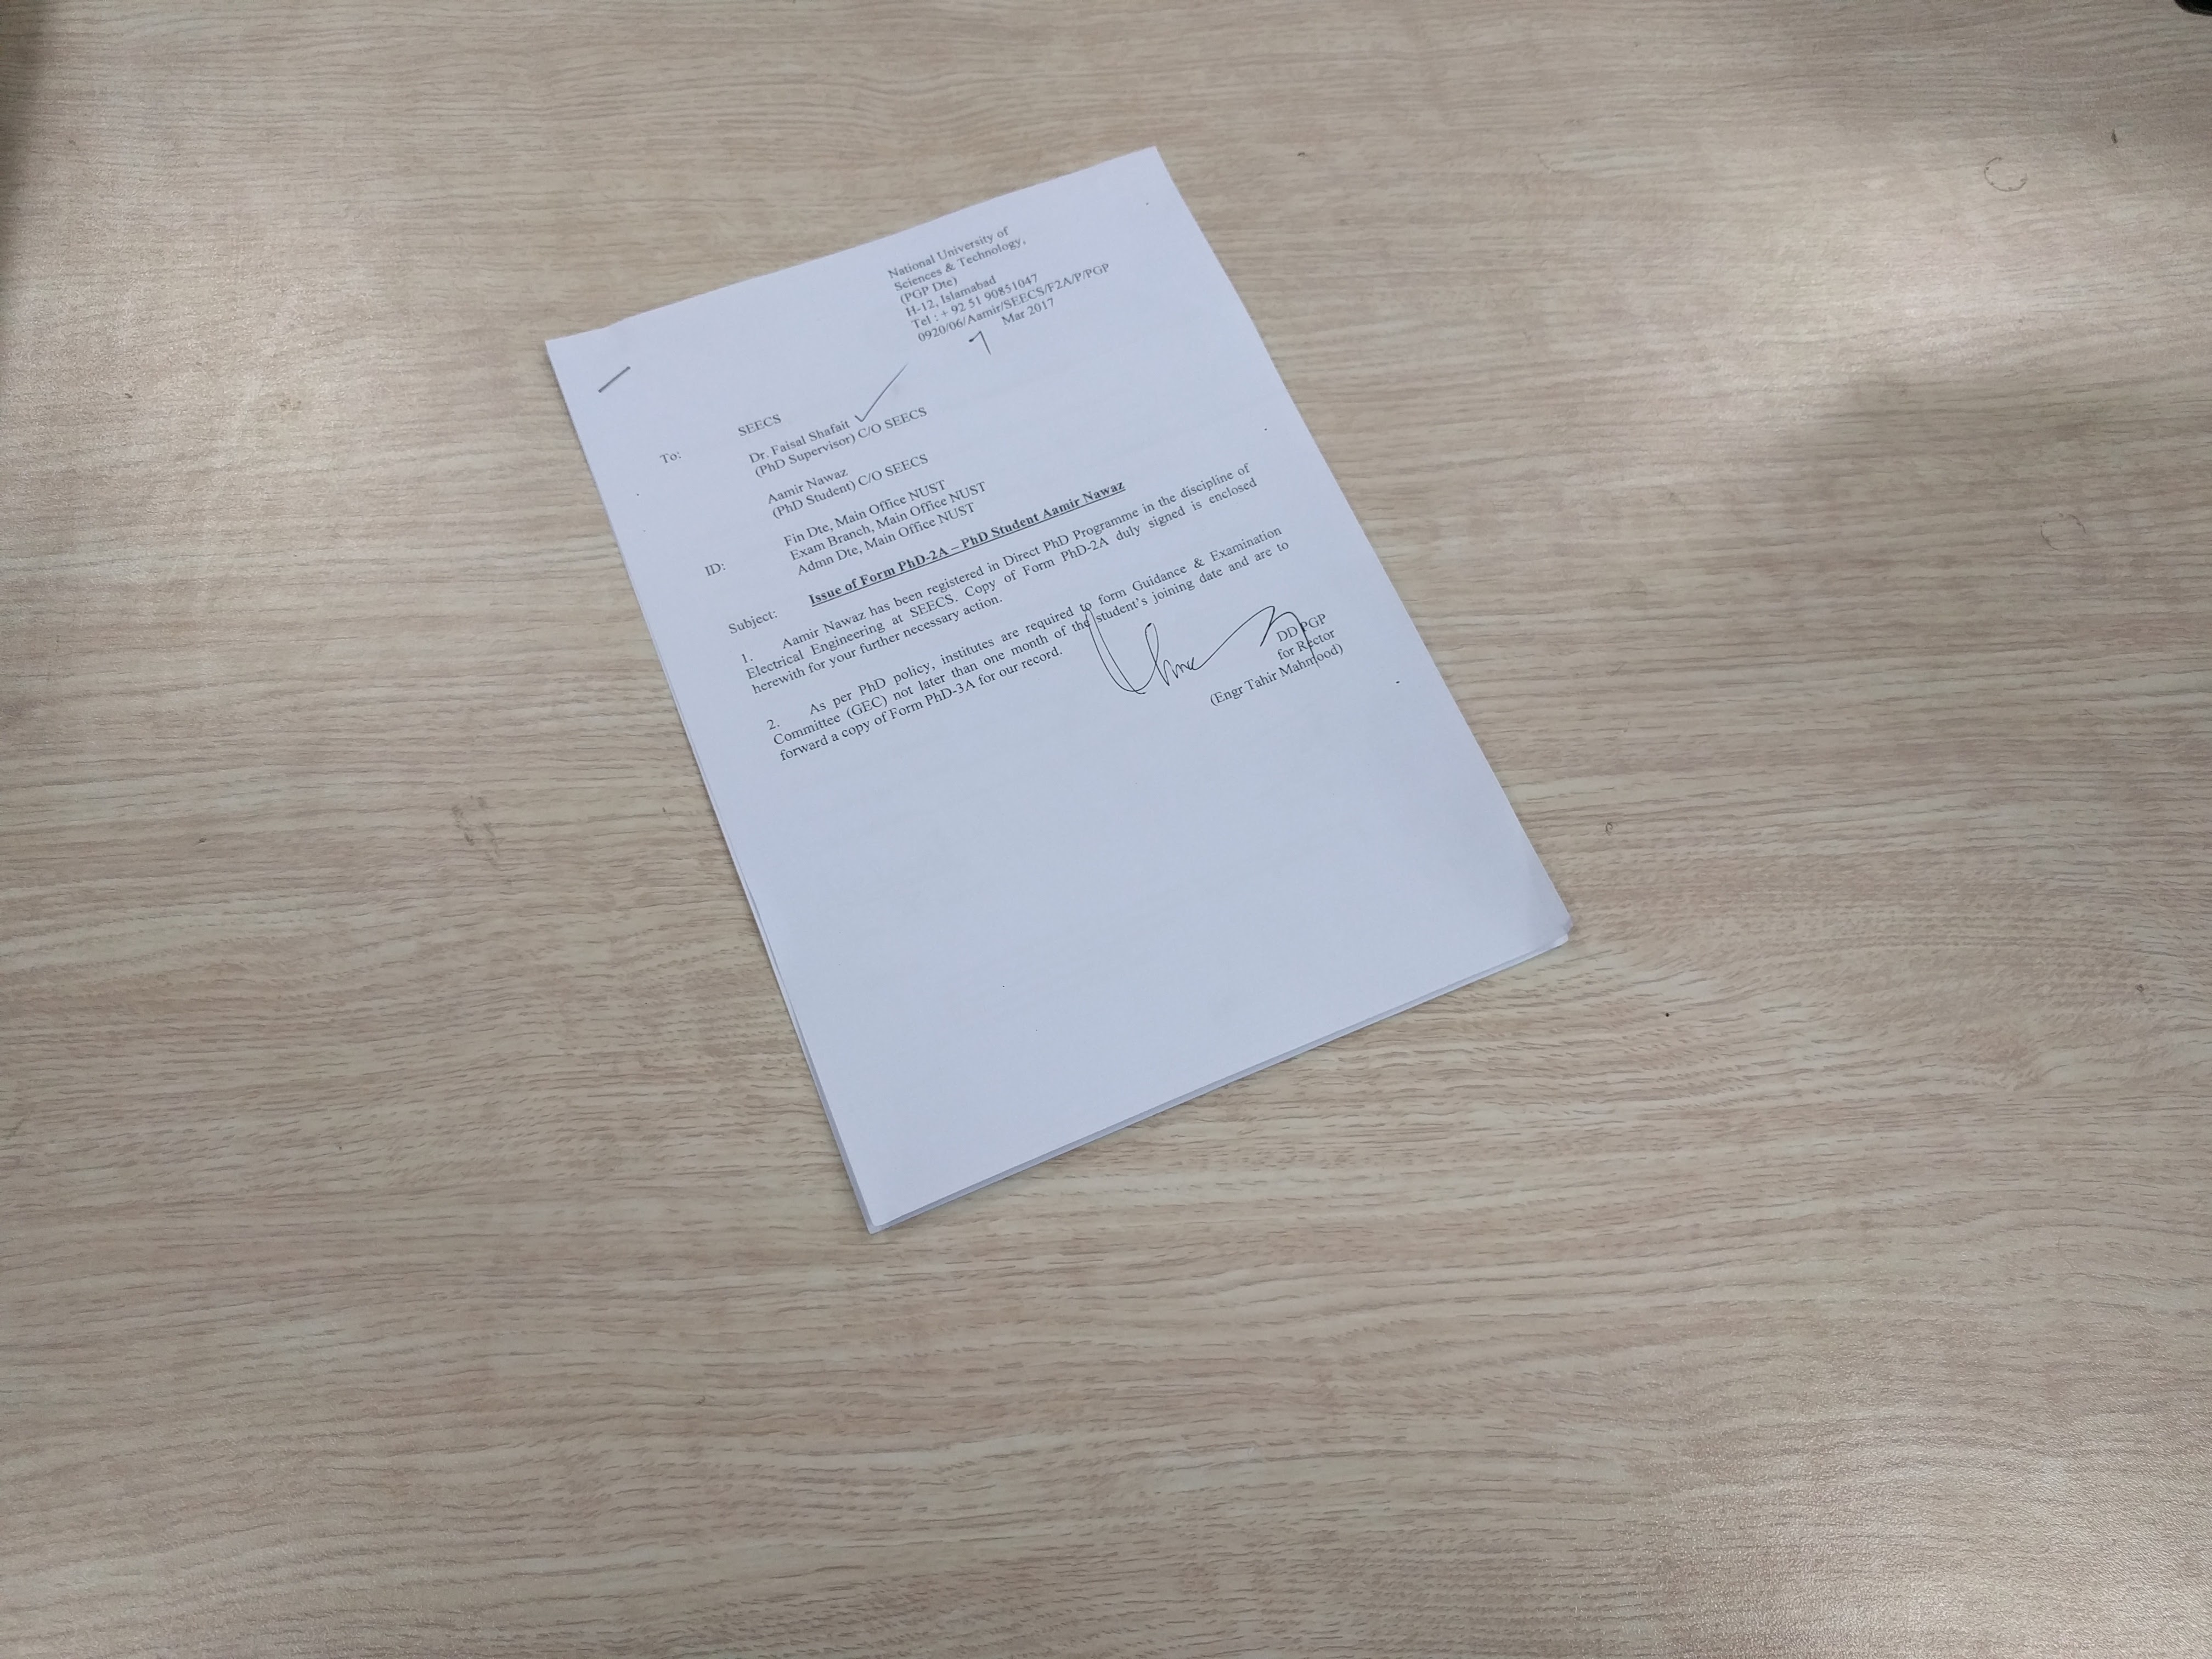 National University of
Sciences & Technology,
(PGP Dte)
H-12, Islamabad
Tel : + 92 51 90851047
0920/06/Aamir/SEECS/F2A/P/PGP
7 Mar 2017
To:
SEECS
Dr. Faisal Shafait
(PhD Supervisor) C/O SEECS
Aamir Nawaz
(PhD Student) C/O SEECS
ID:
Fin Dte, Main Office NUST
Exam Branch, Main Office NUST
Admn Dte, Main Office NUST
Subject: Issue of Form PhD-2A – PhD Student Aamir Nawaz
1. Aamir Nawaz has been registered in Direct PhD Programme in the discipline of
Electrical Engineering at SEECS. Copy of Form PhD-2A duly signed is enclosed
herewith for your further necessary action.
2. As per PhD policy, institutes are required to form Guidance & Examination
Committee (GEC) not later than one month of the student's joining date and are to
forward a copy of Form PhD-3A for our record.
DD PGP
for Rector
(Engr Tahir Mahmood)